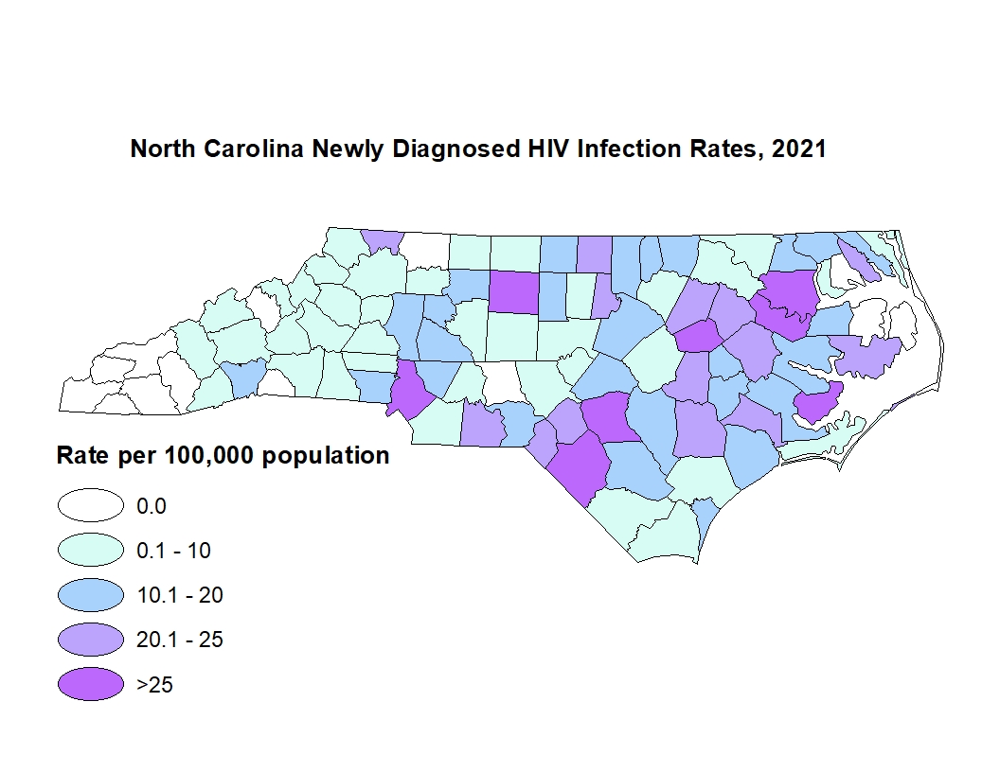 North Carolina Newly Diagnosed HIV Infection Rates, 2021
Rate per 100,000 population
0.0
0.1 - 10
10.1 - 20
20.1 - 25
>25